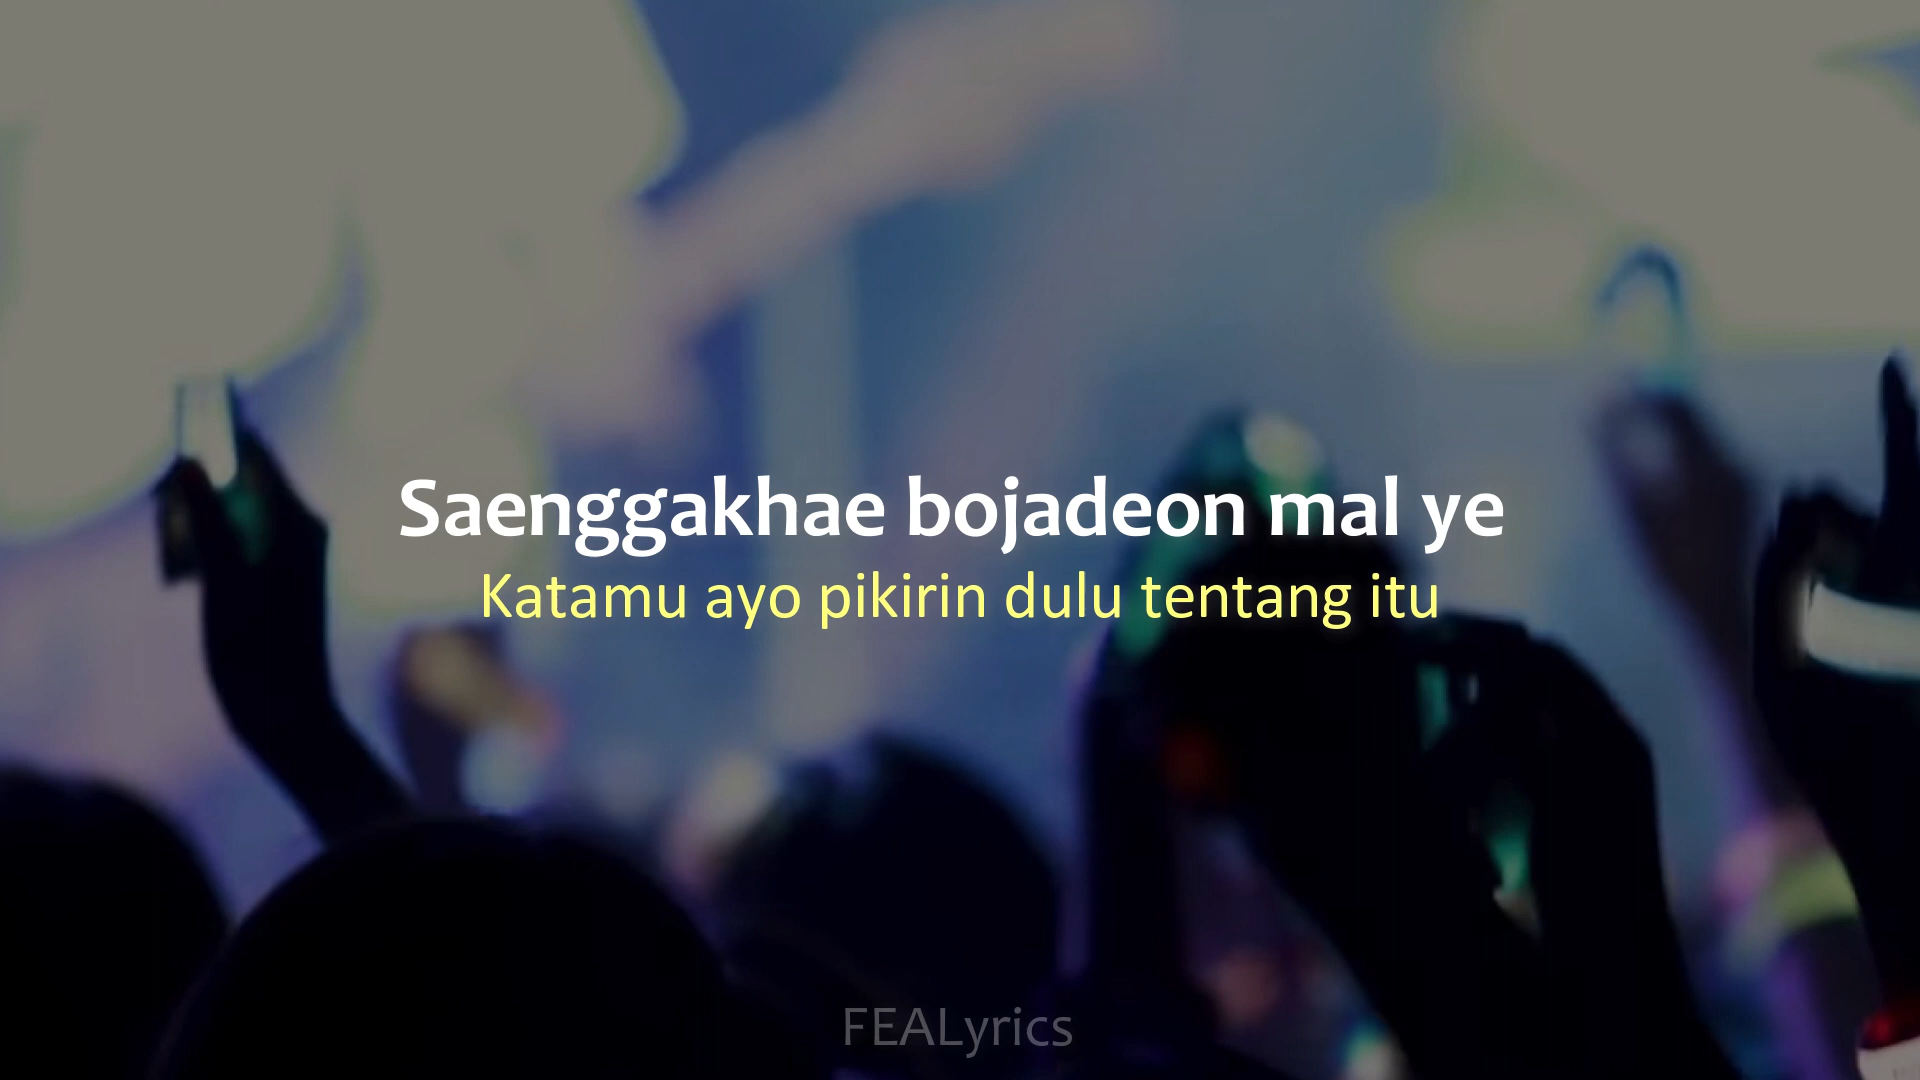 Saenggakhae bojadeon mal ye
Katamu ayo pikirin dulu tentang itu
FEALyrics